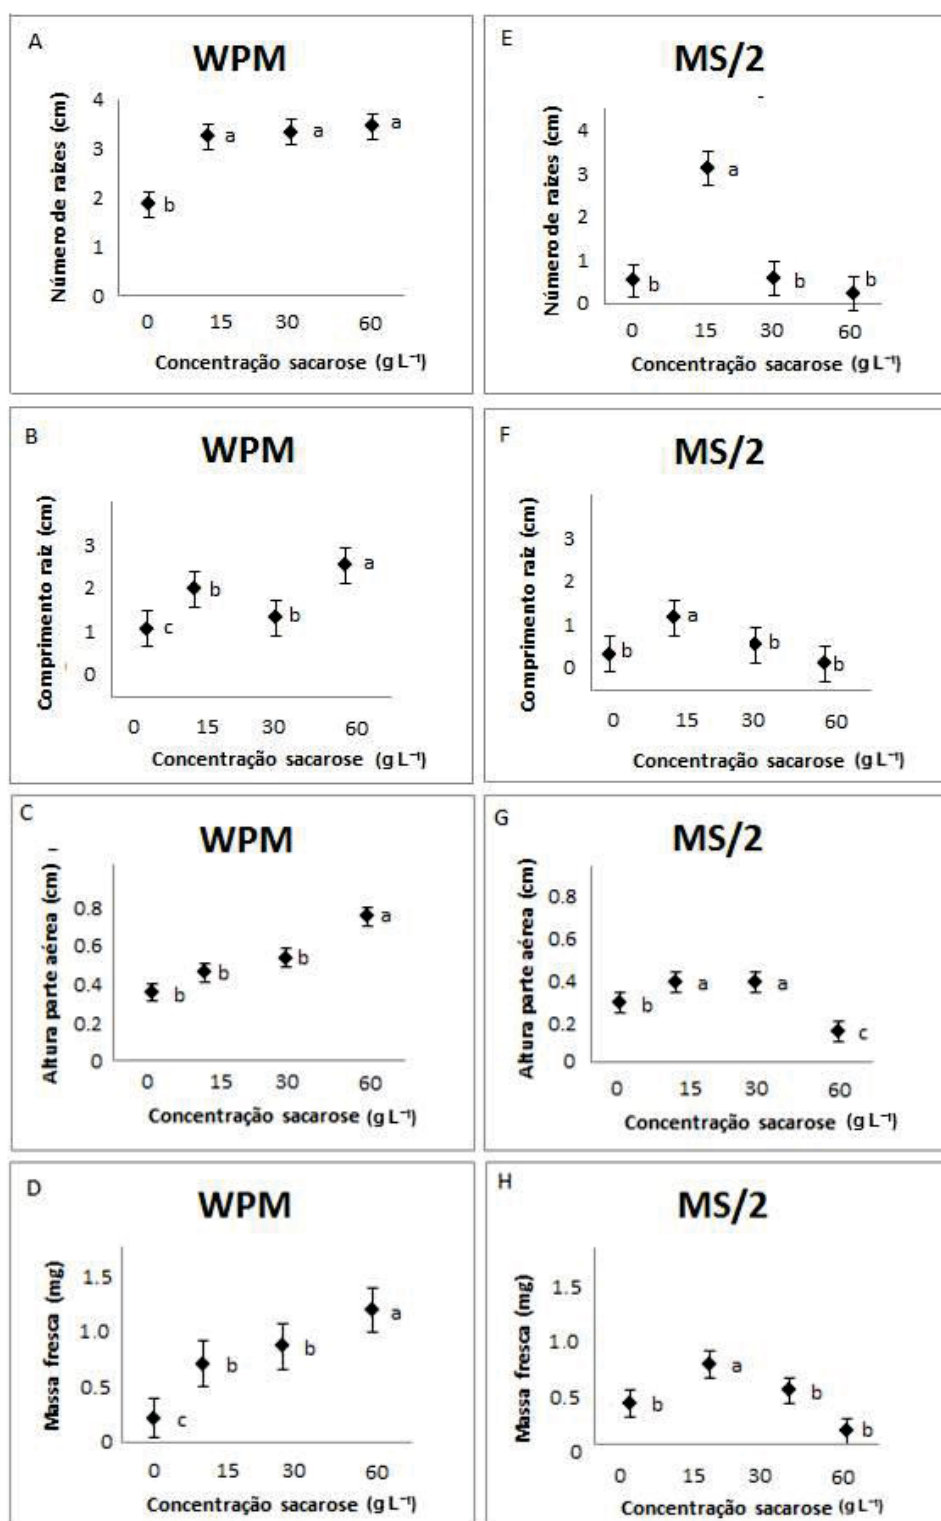 A
WPM
Número de raízes (cm)
4
3
2
1
0
b
a
a
a
0 15 30 60
Concentração sacarose (g L⁻¹)
E
MS/2
Número de raízes (cm)
4
3
2
1
0
b
a
b
b
0 15 30 60
Concentração sacarose (g L⁻¹)
B
WPM
Comprimento raiz (cm)
3
2
1
0
c
b
b
a
0 15 30 60
Concentração sacarose (g L⁻¹)
F
MS/2
Comprimento raiz (cm)
3
2
1
0
b
a
b
b
0 15 30 60
Concentração sacarose (g L⁻¹)
C
WPM
Altura parte aérea (cm)
0.8
0.6
0.4
0.2
0
b
b
b
a
0 15 30 60
Concentração sacarose (g L⁻¹)
G
MS/2
Altura parte aérea (cm)
0.8
0.6
0.4
0.2
0
b
a
a
c
0 15 30 60
Concentração sacarose (g L⁻¹)
D
WPM
Massa fresca (mg)
1.5
1.0
0.5
0
c
b
b
a
0 15 30 60
Concentração sacarose (g L⁻¹)
H
MS/2
Massa fresca (mg)
1.5
1.0
0.5
0
b
a
b
b
0 15 30 60
Concentração sacarose (g L⁻¹)